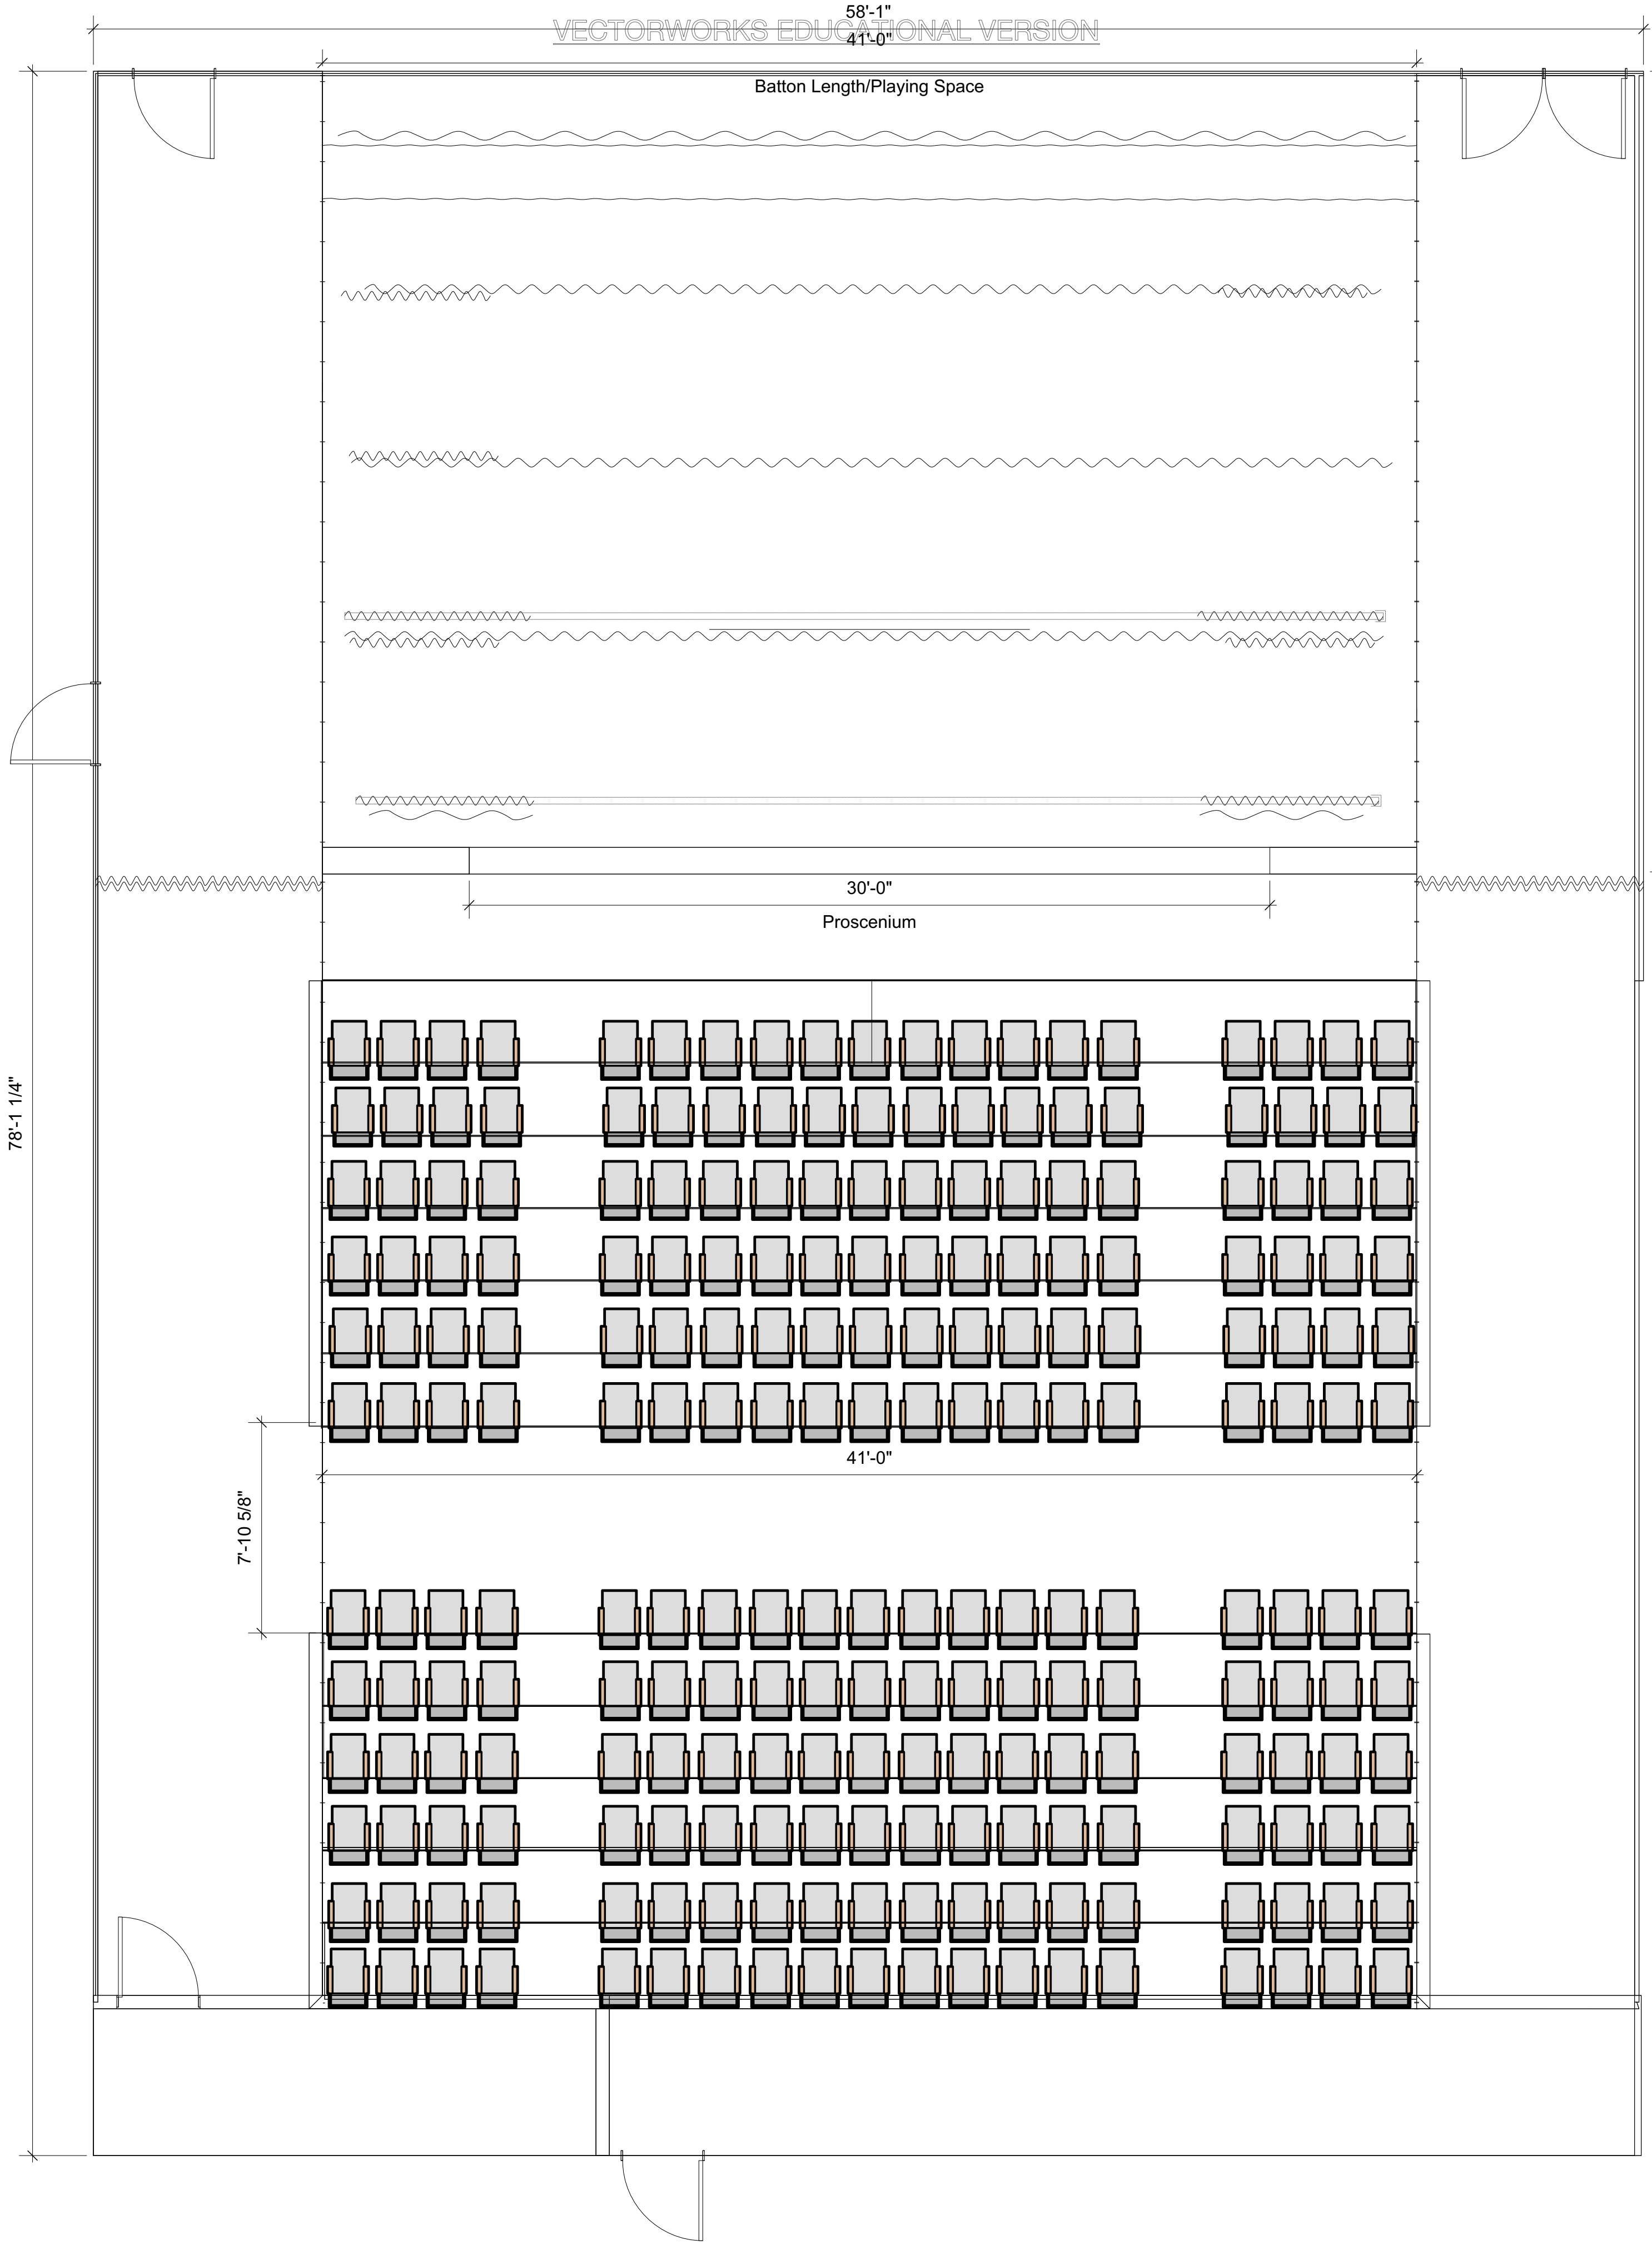 58'-1"
VECTORWORKS EDUCATIONAL VERSION
41'-0"
Batton Length/Playing Space
30'-0"
Proscenium
78'-1 1/4"
41'-0"
7'-10 5/8"